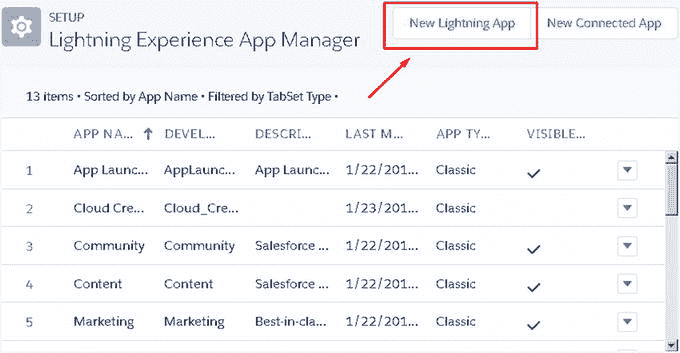 SETUP
Lightning Experience App Manager
New Lightning App
New Connected App
13 items • Sorted by App Name • Filtered by TabSet Type •
APP NA... ↑ DEVEL... DESCRI... LAST M... APP TY... VISIBLE...
1 App Launc... AppLaunc... App Launc... 1/22/201... Classic ✓
2 Cloud Cre... Cloud_Cre... 1/23/201... Classic
3 Community Community Salesforce ... 1/22/201... Classic ✓
4 Content Content Salesforce ... 1/22/201... Classic ✓
5 Marketing Marketing Best-in-cla... 1/22/201... Classic ✓